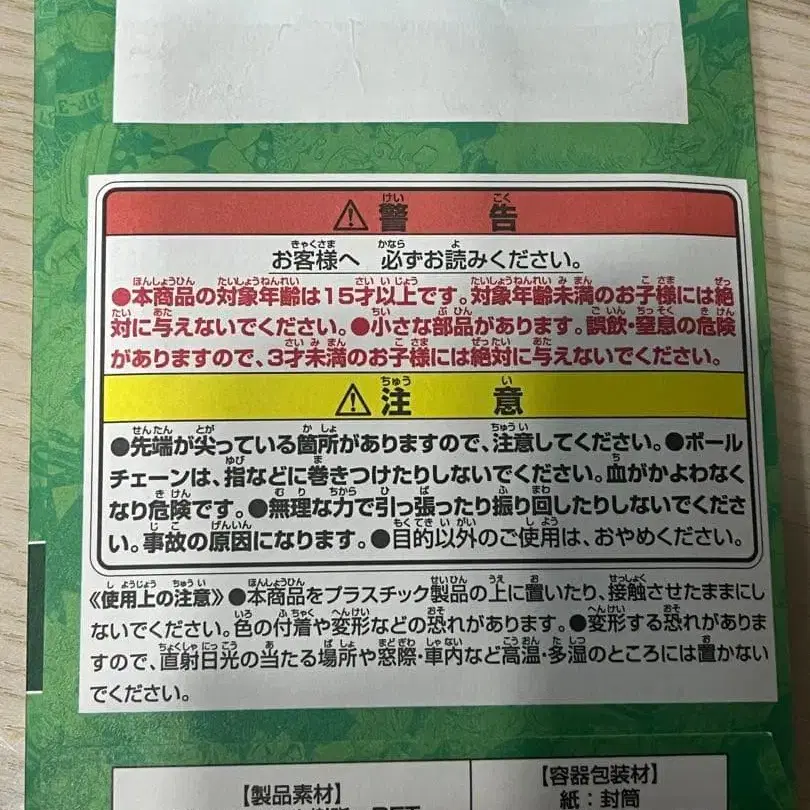 ⚠警告
お客様へ 必ずお読みください。
●本商品の対象年齢は15才以上です。対象年齢未満のお子様には絶
対に与えないでください。●小さな部品があります。誤飲・窒息の危険
がありますので、3才未満のお子様には絶対に与えないでください。
⚠注意
●先端が尖っている箇所がありますので、注意してください。●ボール
チェーンは、指などに巻きつけたりしないでください。血がかよわなく
なり危険です。●無理な力で引っ張ったり振り回したりしないでくださ
い。事故の原因になります。●目的以外のご使用は、おやめください。
《使用上の注意》●本商品をプラスチック製品の上に置いたり、接触させたままにし
ないでください。色の付着や変形などの恐れがあります。●変形する恐れがありま
すので、直射日光の当たる場所や窓際・車内など高温・多湿のところには置かない
でください。
【製品素材】
【容器包装材】
紙：封筒